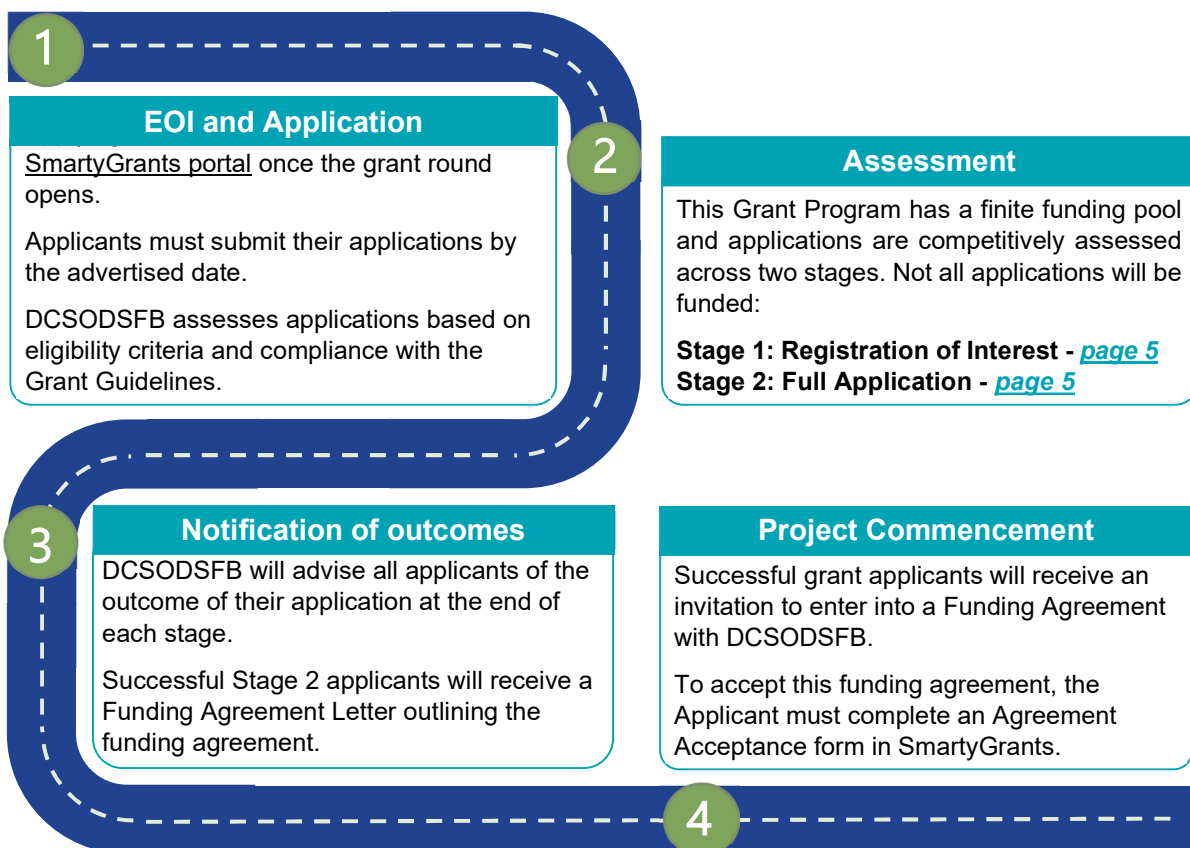 1
EOI and Application
SmartyGrants portal once the grant round
opens.
Applicants must submit their applications by
the advertised date.
DCSODSFB assesses applications based on
eligibility criteria and compliance with the
Grant Guidelines.
2
Assessment
This Grant Program has a finite funding pool
and applications are competitively assessed
across two stages. Not all applications will be
funded:
Stage 1: Registration of Interest - page 5
Stage 2: Full Application - page 5
3
Notification of outcomes
DCSODSFB will advise all applicants of the
outcome of their application at the end of
each stage.
Successful Stage 2 applicants will receive a
Funding Agreement Letter outlining the
funding agreement.
Project Commencement
Successful grant applicants will receive an
invitation to enter into a Funding Agreement
with DCSODSFB.
To accept this funding agreement, the
Applicant must complete an Agreement
Acceptance form in SmartyGrants.
4